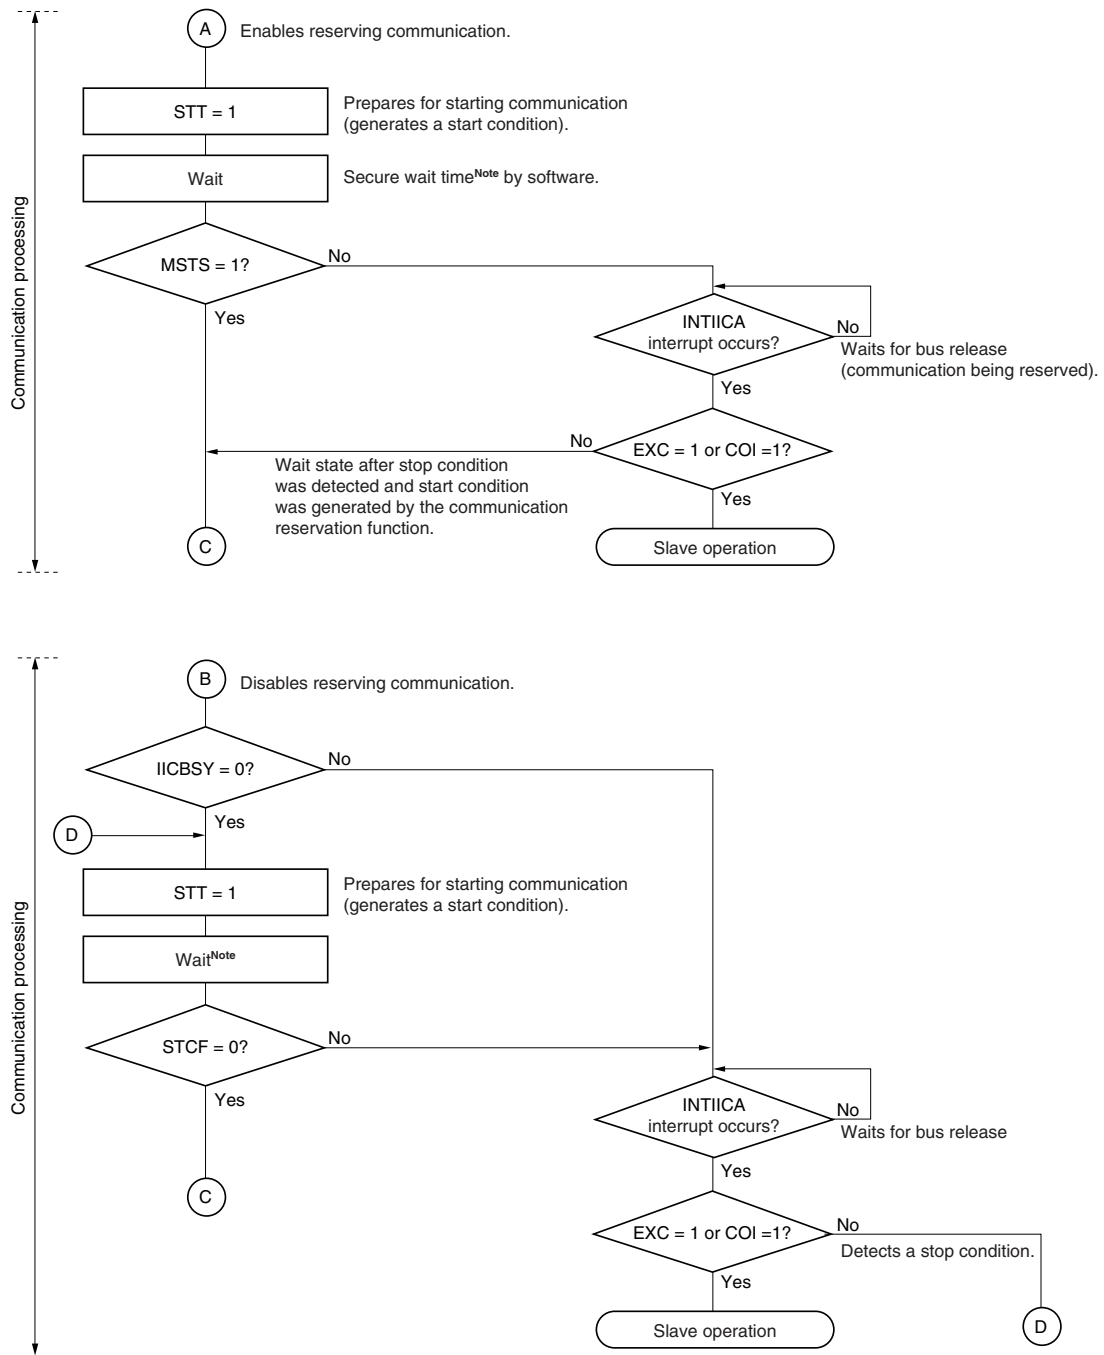 A
Enables reserving communication.
STT = 1
Prepares for starting communication
(generates a start condition).
Wait
Secure wait timeNote by software.
MSTS = 1?
No
Yes
INTIICA
interrupt occurs?
No
Waits for bus release
(communication being reserved).
Yes
EXC = 1 or COI =1?
No
Wait state after stop condition
was detected and start condition
was generated by the communication
reservation function.
Yes
C
Slave operation
Communication processing
B
Disables reserving communication.
IICBSY = 0?
No
Yes
D
STT = 1
Prepares for starting communication
(generates a start condition).
WaitNote
STCF = 0?
No
Yes
INTIICA
interrupt occurs?
No
Waits for bus release
Yes
C
EXC = 1 or COI =1?
No
Detects a stop condition.
Yes
Slave operation
D
Communication processing